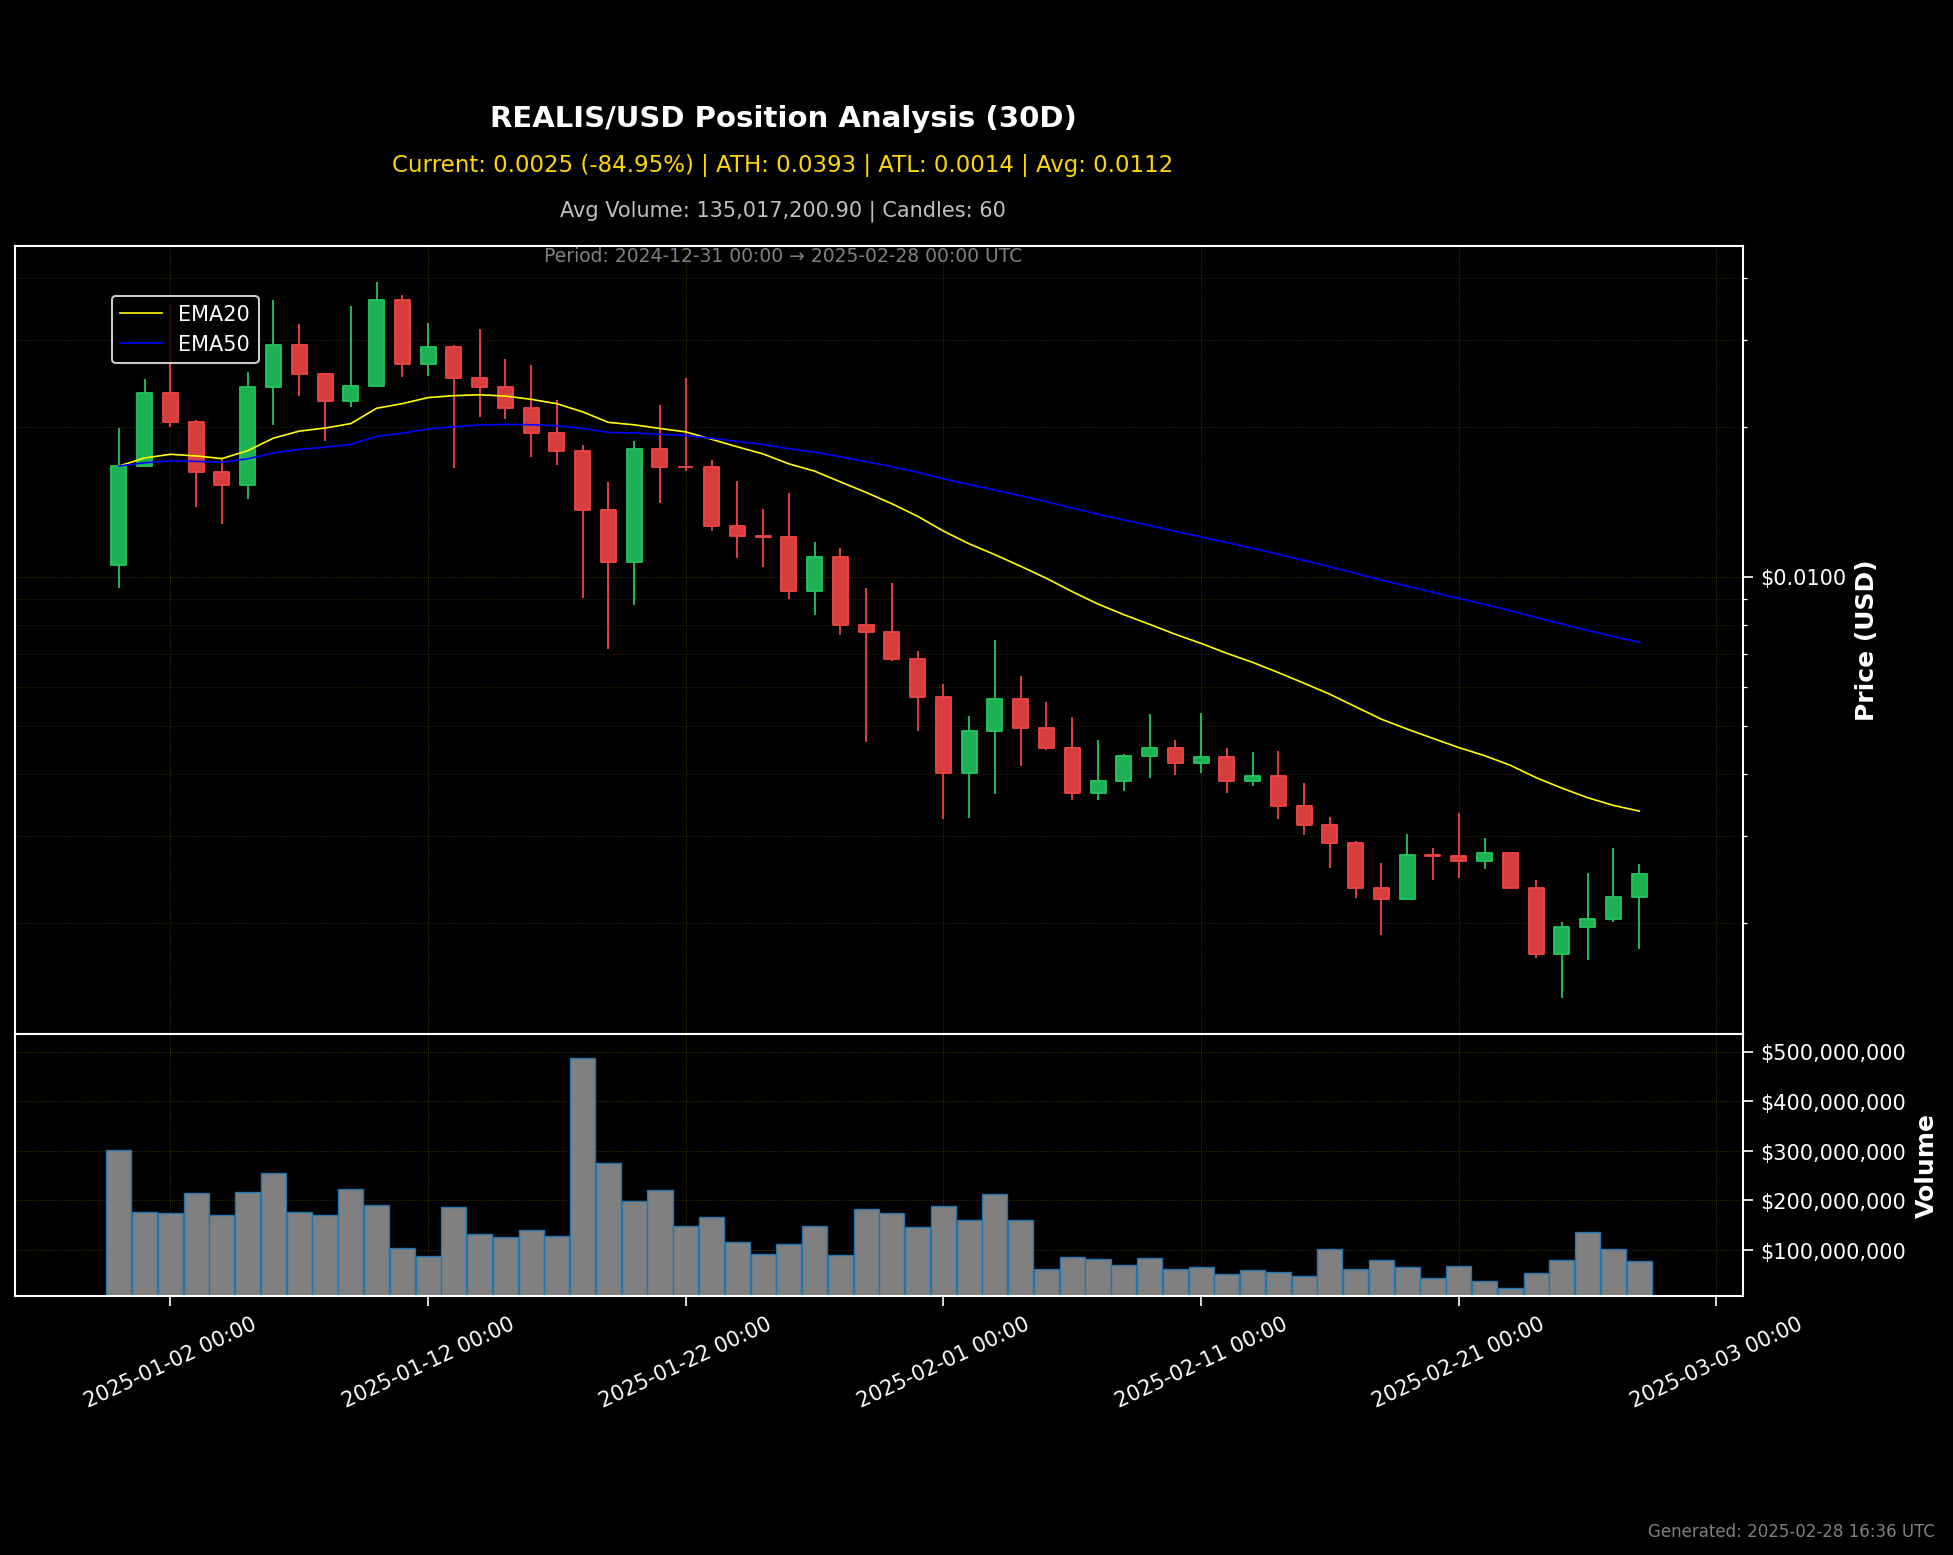 REALIS/USD Position Analysis (30D)
Current: 0.0025 (-84.95%) | ATH: 0.0393 | ATL: 0.0014 | Avg: 0.0112
Avg Volume: 135,017,200.90 | Candles: 60
Period: 2024-12-31 00:00 → 2025-02-28 00:00 UTC
EMA20
EMA50
$0.0100
Price (USD)
$500,000,000
$400,000,000
$300,000,000
$200,000,000
$100,000,000
Volume
2025-01-02 00:00
2025-01-12 00:00
2025-01-22 00:00
2025-02-01 00:00
2025-02-11 00:00
2025-02-21 00:00
2025-03-03 00:00
Generated: 2025-02-28 16:36 UTC